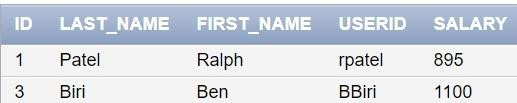 ID LAST_NAME FIRST_NAME USERID SALARY
1 Patel Ralph rpatel 895
3 Biri Ben BBiri 1100